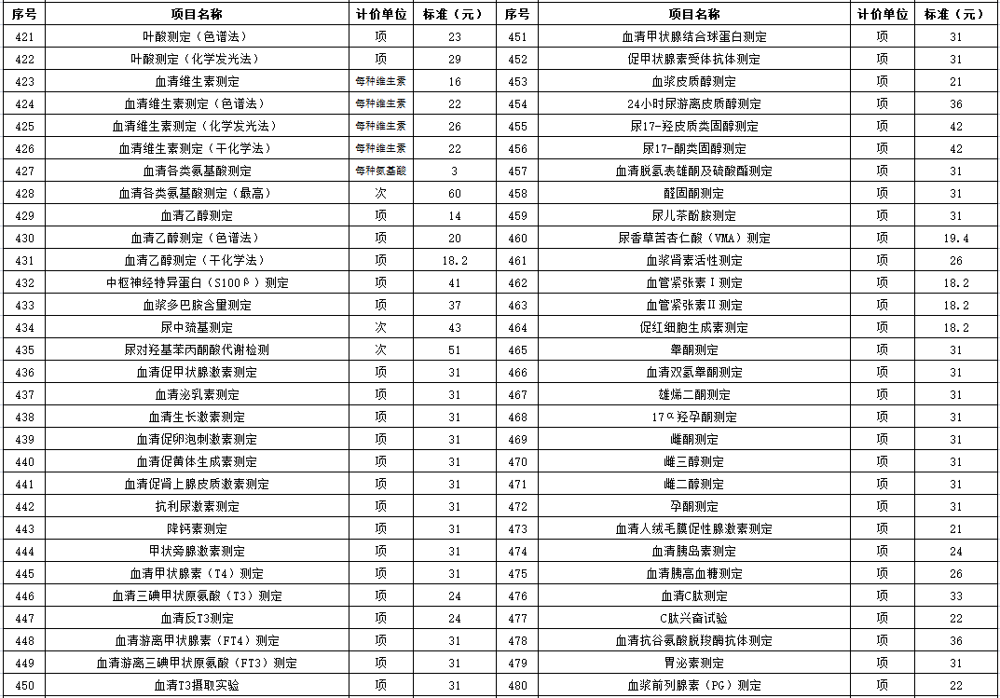 序号 项目名称 计价单位 标准（元） 序号 项目名称 计价单位 标准（元）
421 叶酸测定（色谱法） 项 23 451 血清甲状腺结合球蛋白测定 项 31
422 叶酸测定（化学发光法） 项 29 452 促甲状腺素受体抗体测定 项 31
423 血清维生素测定 每种维生素 16 453 血浆皮质醇测定 项 21
424 血清维生素测定（色谱法） 每种维生素 22 454 24小时尿游离皮质醇测定 项 36
425 血清维生素测定（化学发光法） 每种维生素 26 455 尿17-羟皮质类固醇测定 项 42
426 血清维生素测定（干化学法） 每种维生素 22 456 尿17-酮类固醇测定 项 42
427 血清各类氨基酸测定 每种氨基酸 3 457 血清脱氢表雄酮及硫酸酯测定 项 31
428 血清各类氨基酸测定（最高） 次 60 458 醛固酮测定 项 31
429 血清乙醇测定 项 14 459 尿儿茶酚胺测定 项 31
430 血清乙醇测定（色谱法） 项 20 460 尿香草苦杏仁酸（VMA）测定 项 19.4
431 血清乙醇测定（干化学法） 项 18.2 461 血浆肾素活性测定 项 26
432 中枢神经特异蛋白（S100β）测定 项 41 462 血管紧张素Ⅰ测定 项 18.2
433 血浆多巴胺含量测定 项 37 463 血管紧张素Ⅱ测定 项 18.2
434 尿中巯基测定 次 43 464 促红细胞生成素测定 项 18.2
435 尿对羟基苯丙酮酸代谢检测 次 51 465 睾酮测定 项 31
436 血清促甲状腺激素测定 项 31 466 血清双氢睾酮测定 项 31
437 血清泌乳素测定 项 31 467 雄烯二酮测定 项 31
438 血清生长激素测定 项 31 468 17α羟孕酮测定 项 31
439 血清促卵泡刺激素测定 项 31 469 雌酮测定 项 31
440 血清促黄体生成素测定 项 31 470 雌三醇测定 项 31
441 血清促肾上腺皮质激素测定 项 31 471 雌二醇测定 项 31
442 抗利尿激素测定 项 31 472 孕酮测定 项 31
443 降钙素测定 项 31 473 血清人绒毛膜促性腺激素测定 项 21
444 甲状旁腺激素测定 项 31 474 血清胰岛素测定 项 24
445 血清甲状腺素（T4）测定 项 31 475 血清胰高血糖测定 项 26
446 血清三碘甲状原氨酸（T3）测定 项 24 476 血清C肽测定 项 33
447 血清反T3测定 项 24 477 C肽兴奋试验 项 22
448 血清游离甲状腺素（FT4）测定 项 31 478 血清抗谷氨酸脱羧酶抗体测定 项 36
449 血清游离三碘甲状原氨酸（FT3）测定 项 31 479 胃泌素测定 项 31
450 血清T3摄取实验 项 31 480 血浆前列腺素（PG）测定 项 22